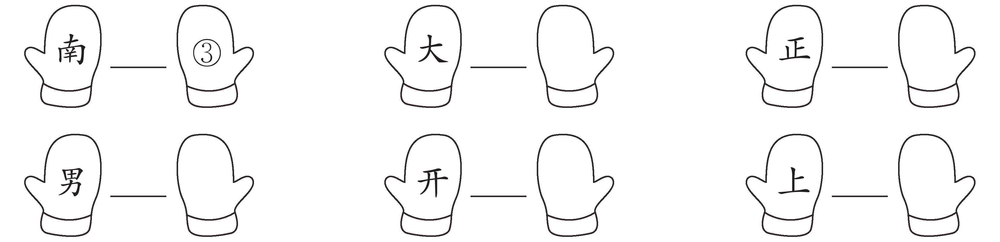 南 ③ 大 正
男 开 上